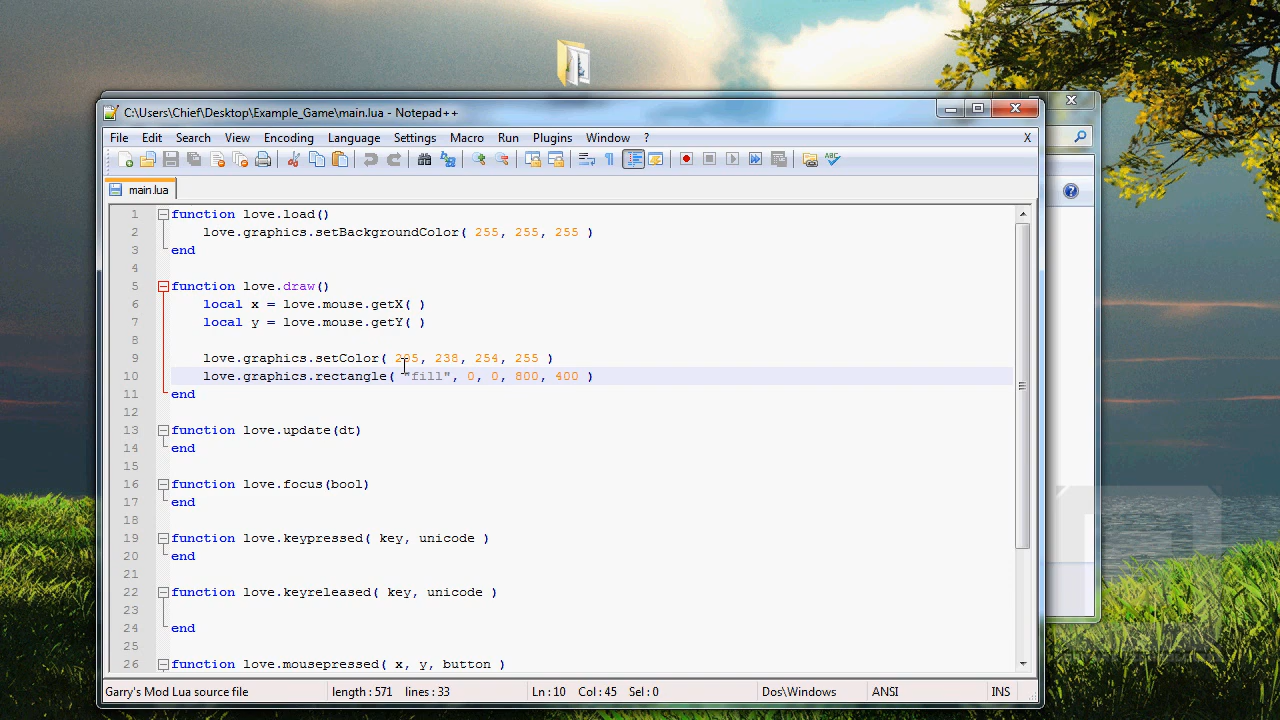 C:\Users\Chief\Desktop\Example_Game\main.lua - Notepad++
File Edit Search View Encoding Language Settings Macro Run Plugins Window ? X
main.lua
1 function love.load()
2 love.graphics.setBackgroundColor( 255, 255, 255 )
3 end
4
5 function love.draw()
6 local x = love.mouse.getX( )
7 local y = love.mouse.getY( )
8
9 love.graphics.setColor( 205, 238, 254, 255 )
10 love.graphics.rectangle( "fill", 0, 0, 800, 400 )
11 end
12
13 function love.update(dt)
14 end
15
16 function love.focus(bool)
17 end
18
19 function love.keypressed( key, unicode )
20 end
21
22 function love.keyreleased( key, unicode )
23
24 end
25
26 function love.mousepressed( x, y, button )
Garry's Mod Lua source file length : 571 lines : 33 Ln : 10 Col : 45 Sel : 0 Dos\Windows ANSI INS